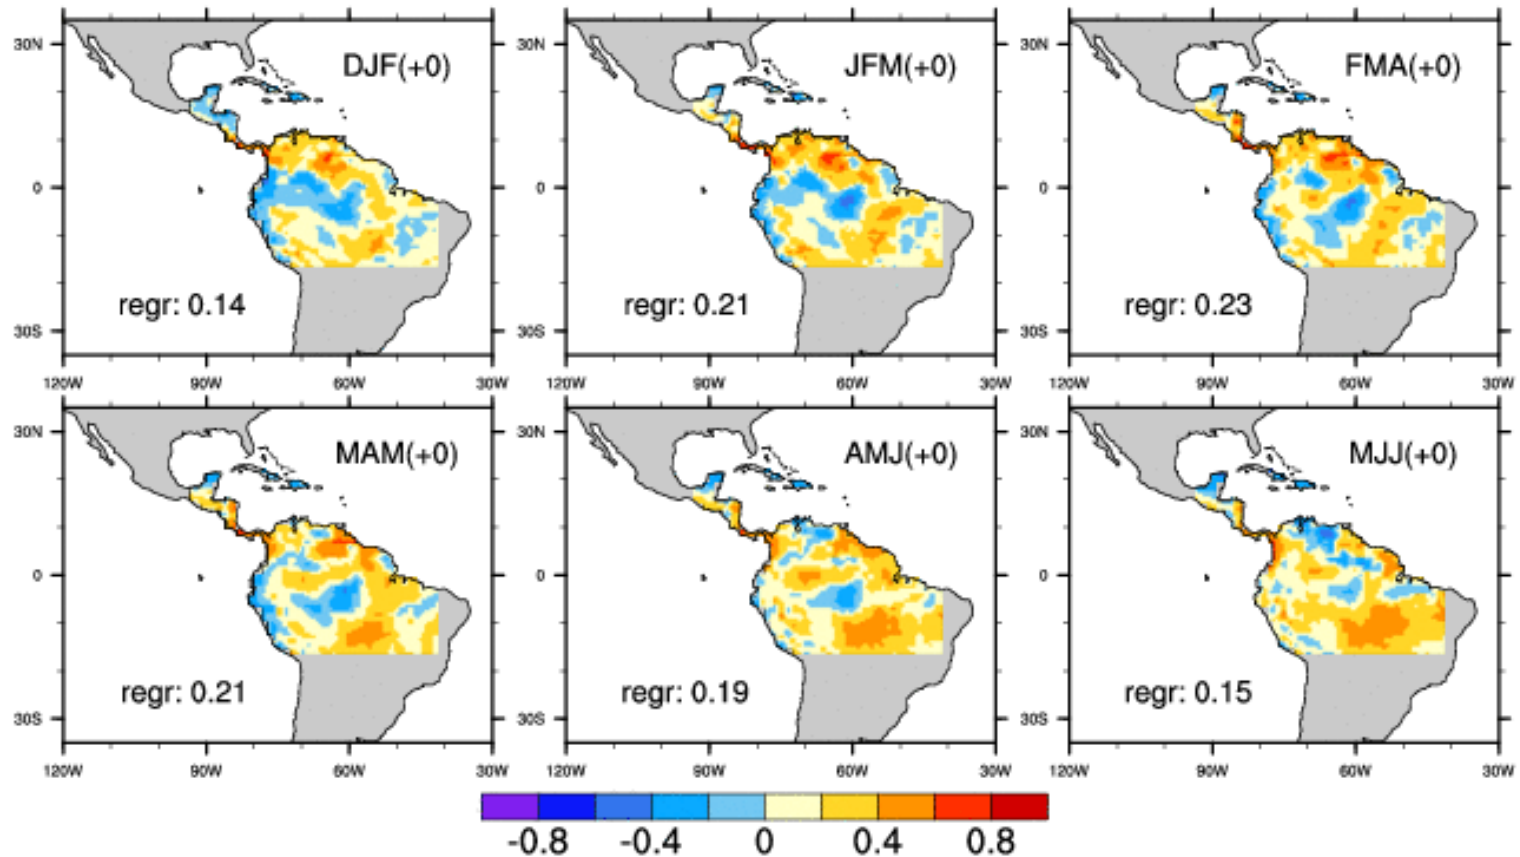 30N
DJF(+0)
0
regr: 0.14
30S
120W 90W 60W 30W
30N
JFM(+0)
0
regr: 0.21
30S
120W 90W 60W 30W
30N
FMA(+0)
0
regr: 0.23
30S
120W 90W 60W 30W
30N
MAM(+0)
0
regr: 0.21
30S
120W 90W 60W 30W
30N
AMJ(+0)
0
regr: 0.19
30S
120W 90W 60W 30W
30N
MJJ(+0)
0
regr: 0.15
30S
120W 90W 60W 30W
-0.8 -0.4 0 0.4 0.8